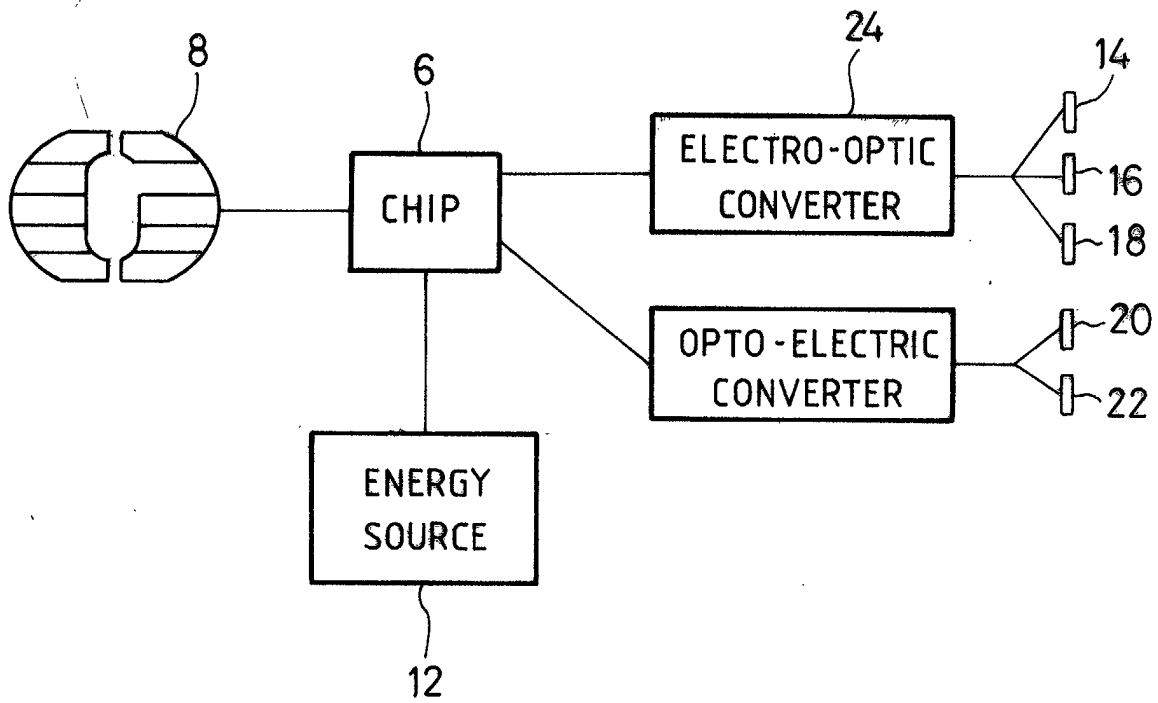 8
6
24
14
ELECTRO-OPTIC
CONVERTER
CHIP
16
18
20
OPTO-ELECTRIC
CONVERTER
22
ENERGY
SOURCE
12